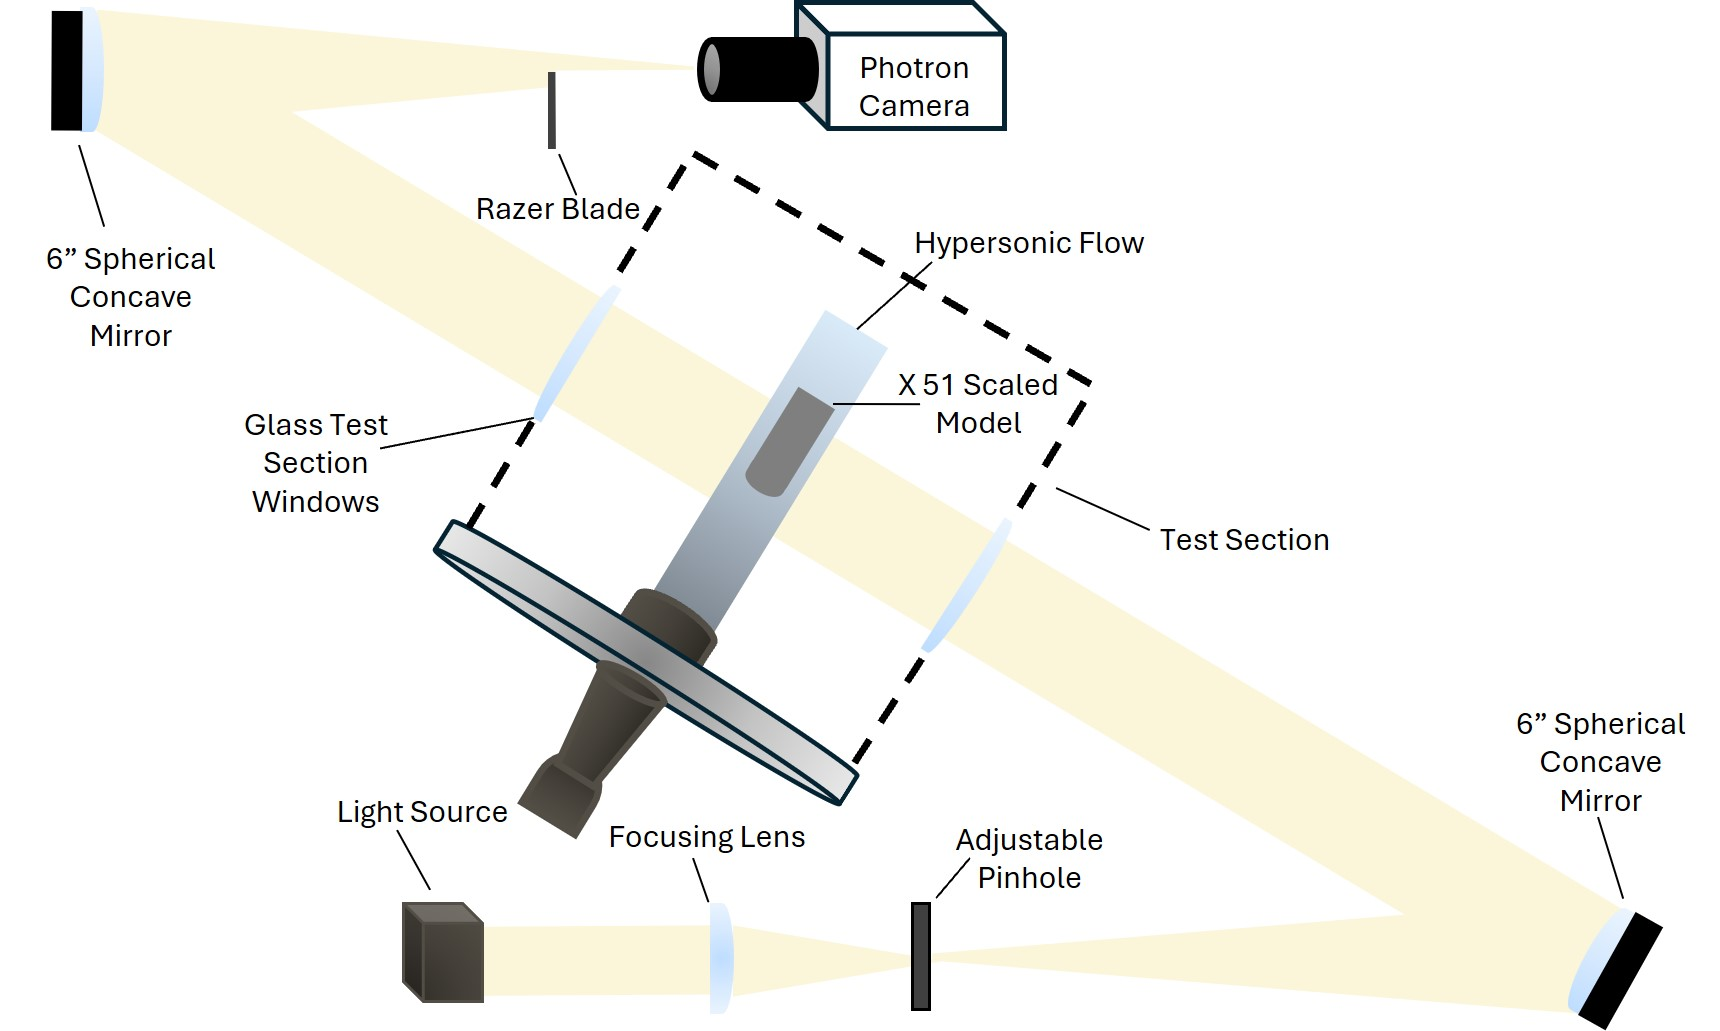 Photron
Camera
Razer Blade
6” Spherical
Concave
Mirror
Hypersonic Flow
X 51 Scaled
Model
Glass Test
Section
Windows
Test Section
6” Spherical
Concave
Mirror
Light Source
Focusing Lens
Adjustable
Pinhole